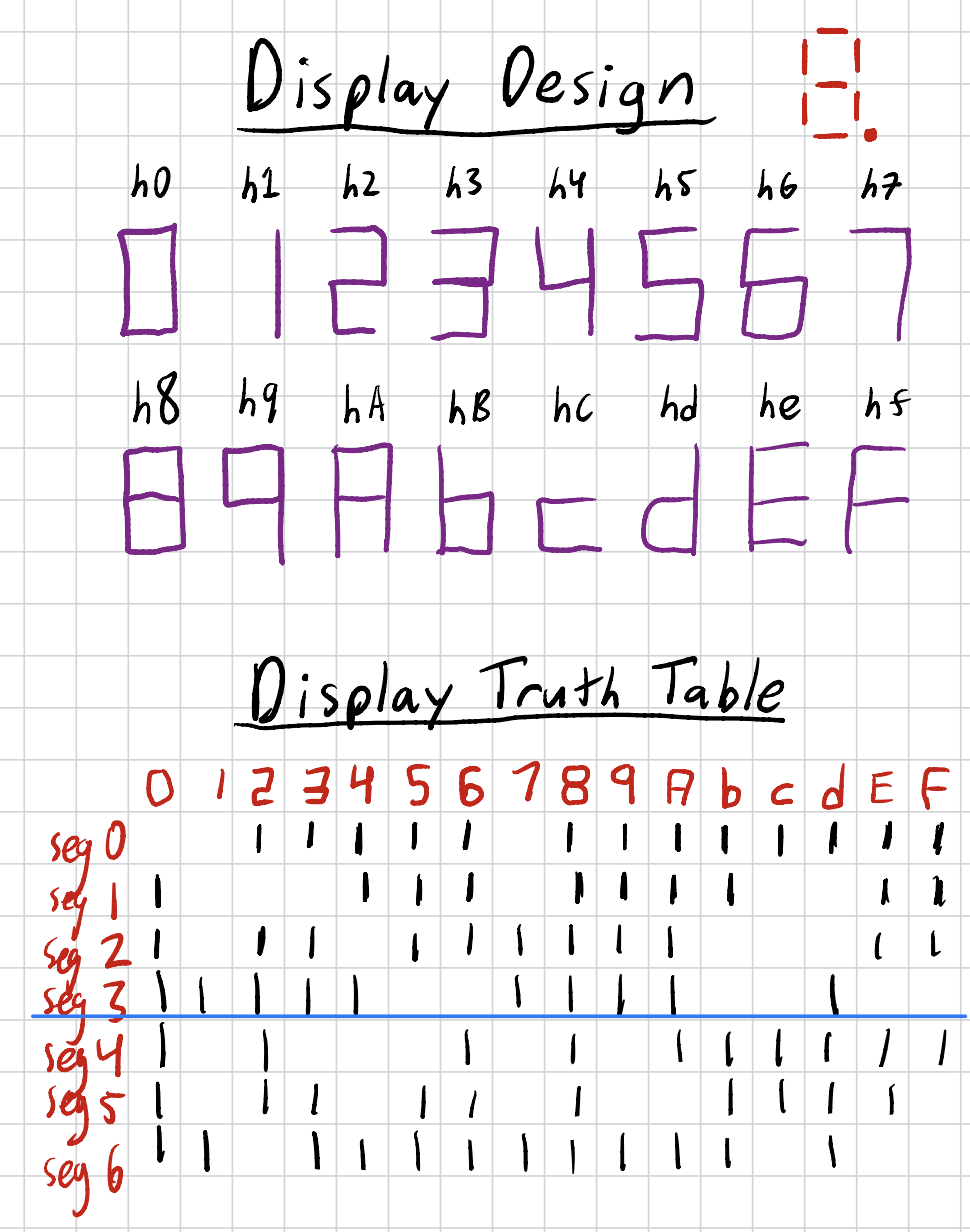 Display Design 8.
h0 h1 h2 h3 h4 h5 h6 h7
0 1 2 3 4 5 6 7
h8 h9 hA hB hC hd he hf
8 9 A b c d E F
Display Truth Table
0 1 2 3 4 5 6 7 8 9 A b c d E F
seg 0 1 1 1 1 1 1 1 1 1 1 1 1 1
seg 1 1 1 1 1 1 1 1 1 1 1
seg 2 1 1 1 1 1 1 1 1 1 1 1
seg 3 1 1 1 1 1 1 1 1 1 1
seg 4 1 1 1 1 1 1 1 1 1 1
seg 5 1 1 1 1 1 1 1 1 1 1
seg 6 1 1 1 1 1 1 1 1 1 1 1 1 1